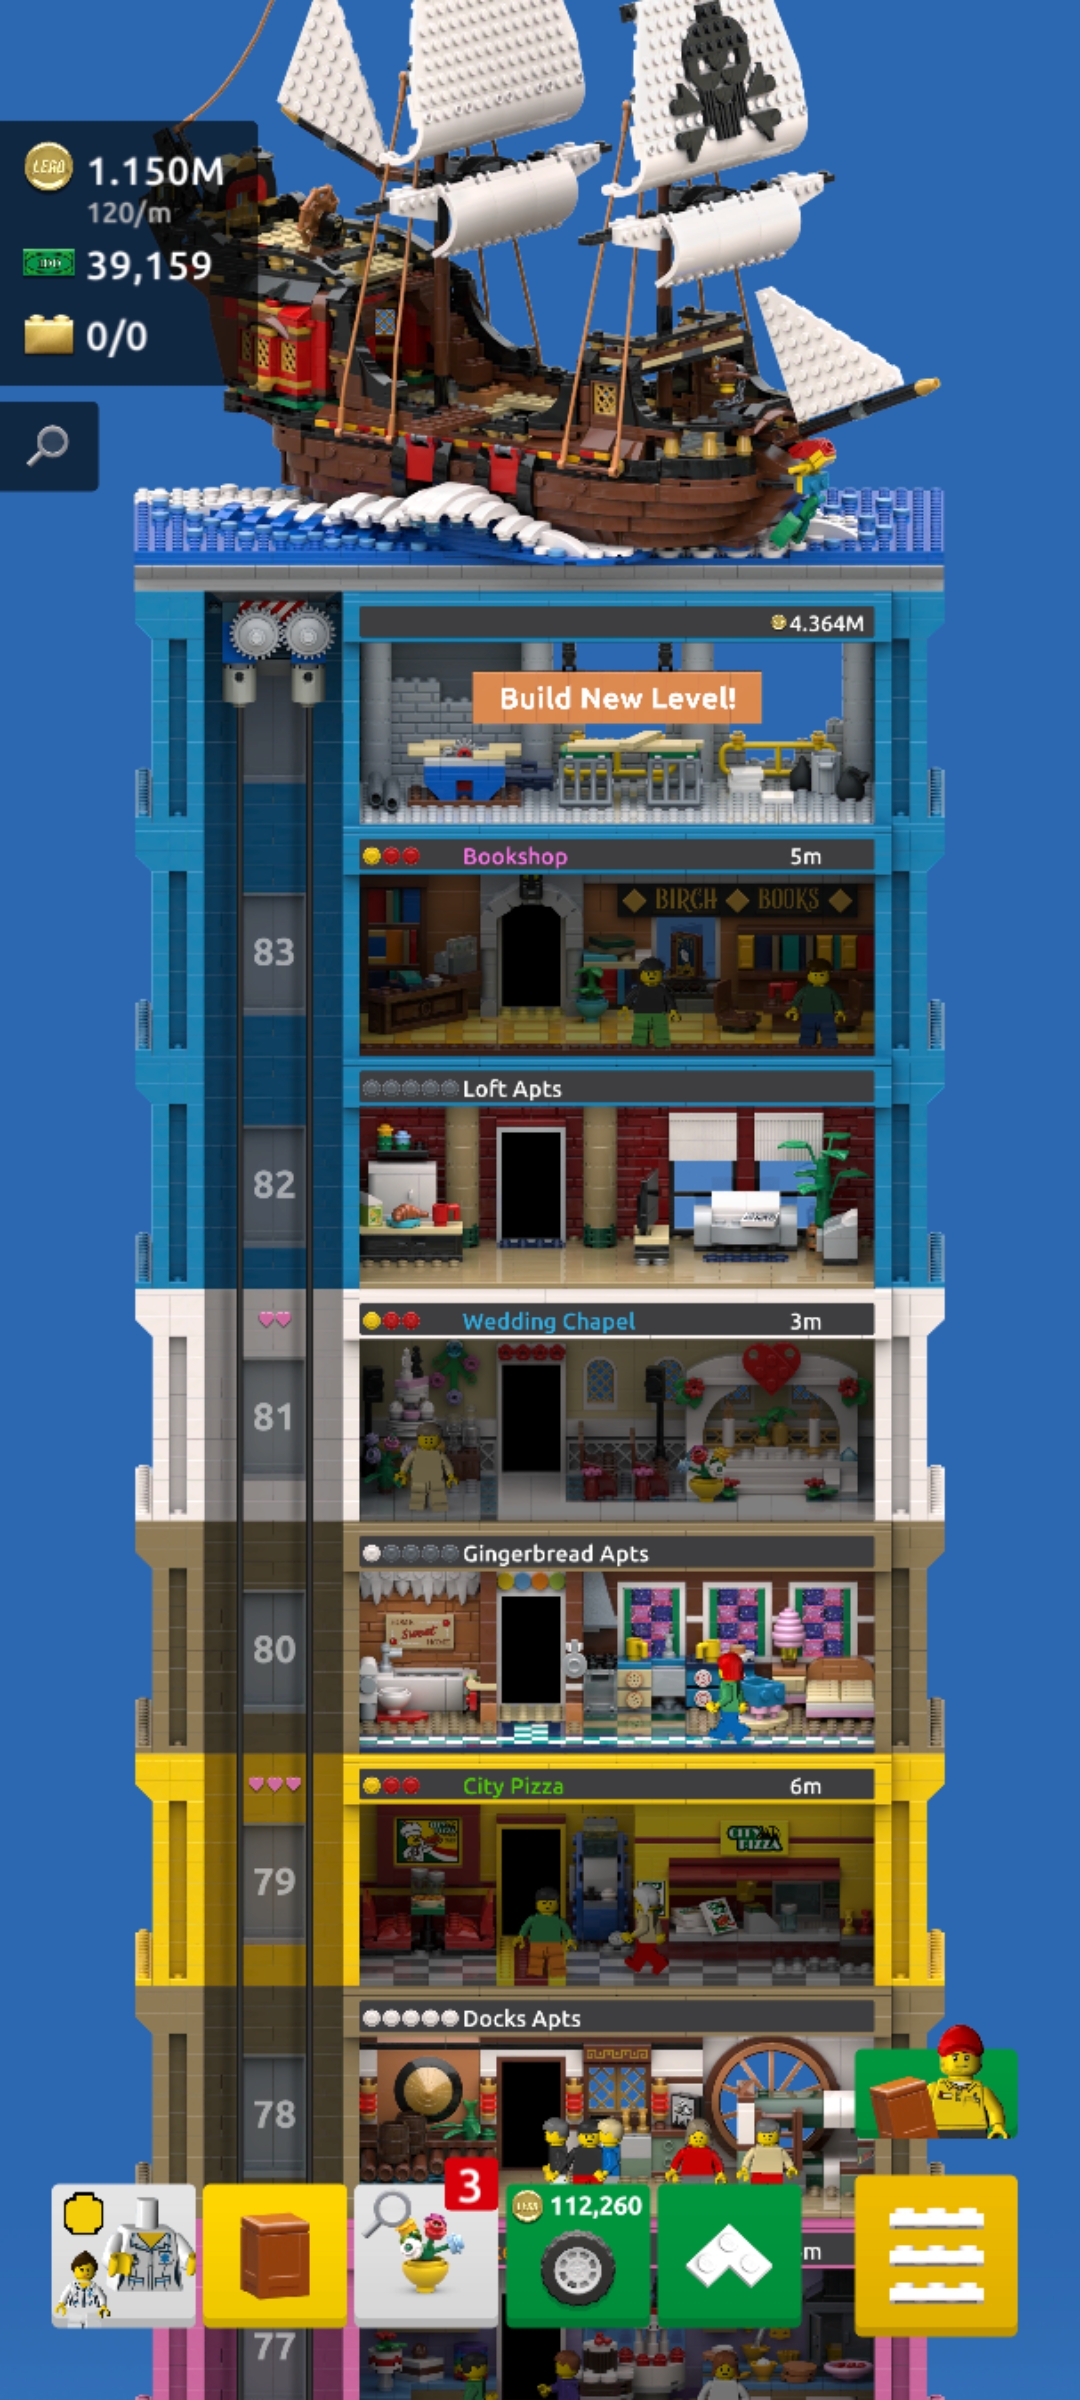 LEGO
1.150M
120/m
39,159
0/0
4.364M
Build New Level!
Bookshop 5m
BIRCH BOOKS
83
Loft Apts
82
Wedding Chapel 3m
81
Gingerbread Apts
Sweet
80
City Pizza 6m
CITY PIZZA
79
Docks Apts
78
3
112,260
m
77